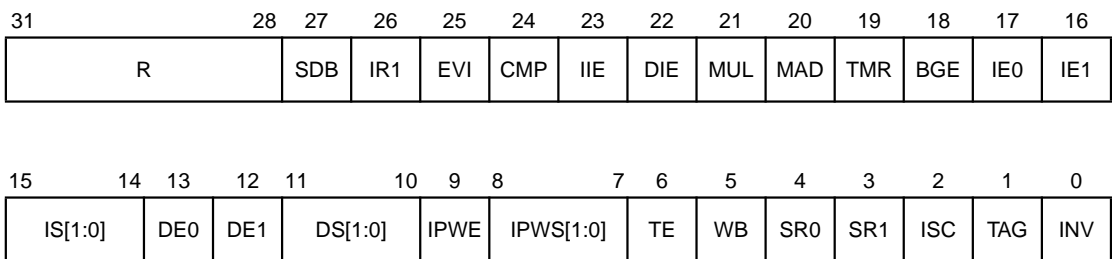 31 28 27 26 25 24 23 22 21 20 19 18 17 16
R SDB IR1 EVI CMP IIE DIE MUL MAD TMR BGE IE0 IE1
15 14 13 12 11 10 9 8 7 6 5 4 3 2 1 0
IS[1:0] DE0 DE1 DS[1:0] IPWE IPWS[1:0] TE WB SR0 SR1 ISC TAG INV